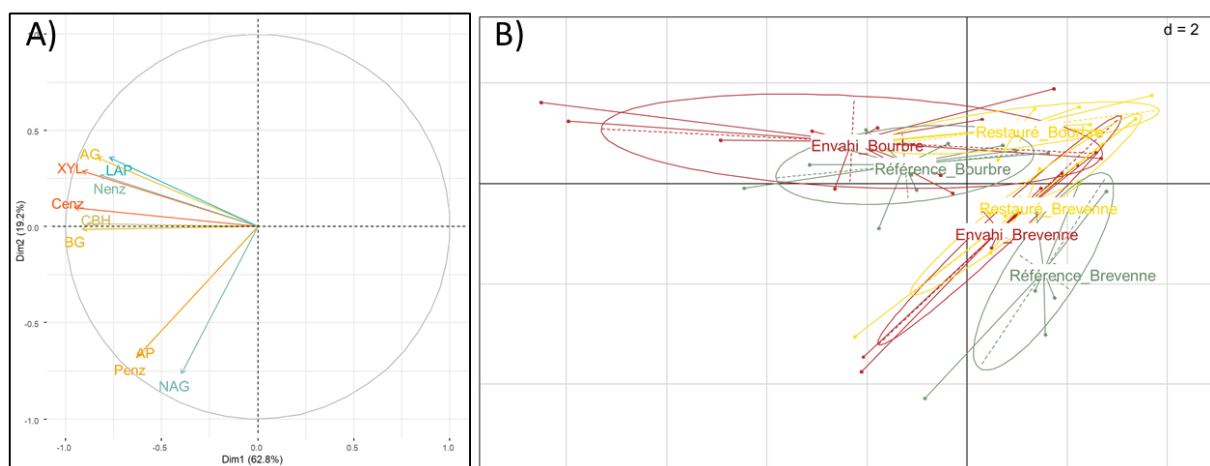 A)
1.0
0.5
AG
LAP
XYL
Nenz
Cenz
CBH
0.0
BG
-0.5
AP
Penz
NAG
-1.0
-1.0
-0.5
0.0
0.5
1.0
Dim1 (62.8%)
Dim2 (19.2%)
B)
d = 2
Restauré_Bourbre
Envahi_Bourbre
Référence_Bourbre
Restauré_Brevenne
Envahi_Brevenne
Référence_Brevenne